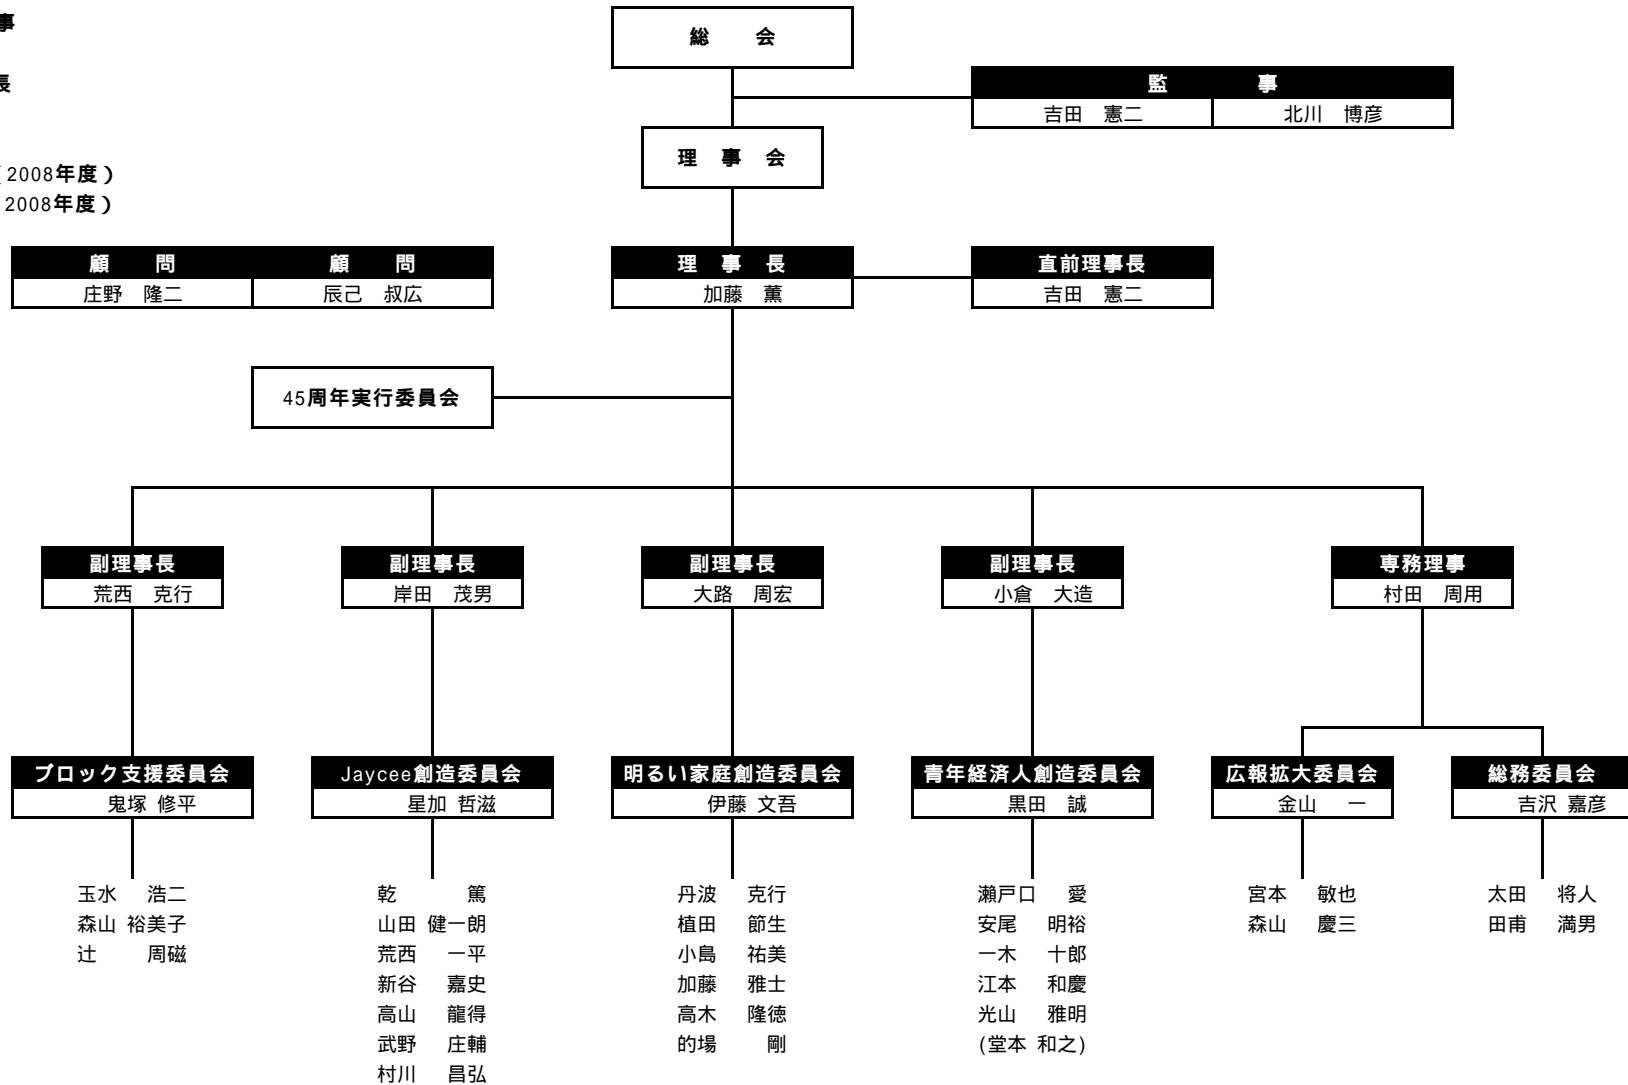 事
総　会
長
監　事
吉田　憲二　北川　博彦
理 事 会
2008年度）
2008年度）
顧　問　顧　問
庄野　隆二　辰己　叔広
理 事 長
加藤　薫
直前理事長
吉田　憲二
45周年実行委員会
副理事長
荒西　克行
副理事長
岸田　茂男
副理事長
大路　周宏
副理事長
小倉　大造
専務理事
村田　周用
ブロック支援委員会
鬼塚 修平
Jaycee創造委員会
星加 哲滋
明るい家庭創造委員会
伊藤 文吾
青年経済人創造委員会
黒田　誠
広報拡大委員会
金山　一
総務委員会
吉沢 嘉彦
玉水　浩二
森山 裕美子
辻　周磁
乾　篤
山田 健一朗
荒西　一平
新谷　嘉史
高山　龍得
武野　庄輔
村川　昌弘
丹波　克行
植田　節生
小島　祐美
加藤　雅士
高木　隆徳
的場　剛
瀬戸口　愛
安尾　明裕
一木　十郎
江本　和慶
光山　雅明
(堂本 和之)
宮本　敏也
森山　慶三
太田　将人
田甫　満男